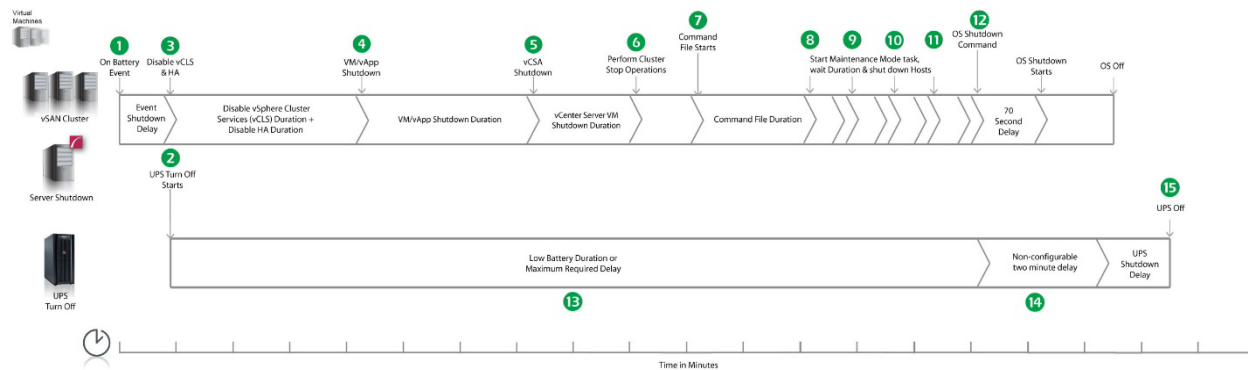 Virtual
Machines
1
On Battery
Event
3
Disable vCLS
& HA
4
VM/vApp
Shutdown
5
vCSA
Shutdown
6
Perform Cluster
Stop Operations
7
Command
File Starts
8
9
10
11
Start Maintenance Mode task,
wait Duration & shut down Hosts
12
OS Shutdown
Command
OS Shutdown
Starts
OS Off
vSAN Cluster
Event
Shutdown
Delay
Disable vSphere Cluster
Services (vCLS) Duration +
Disable HA Duration
VM/vApp Shutdown Duration
vCenter Server VM
Shutdown Duration
Command File Duration
70
Second
Delay
Server Shutdown
2
UPS Turn Off
Starts
15
UPS Off
UPS
Turn Off
Low Battery Duration or
Maximum Required Delay
Non-configurable
two minute delay
UPS
Shutdown
Delay
13
14
Time in Minutes